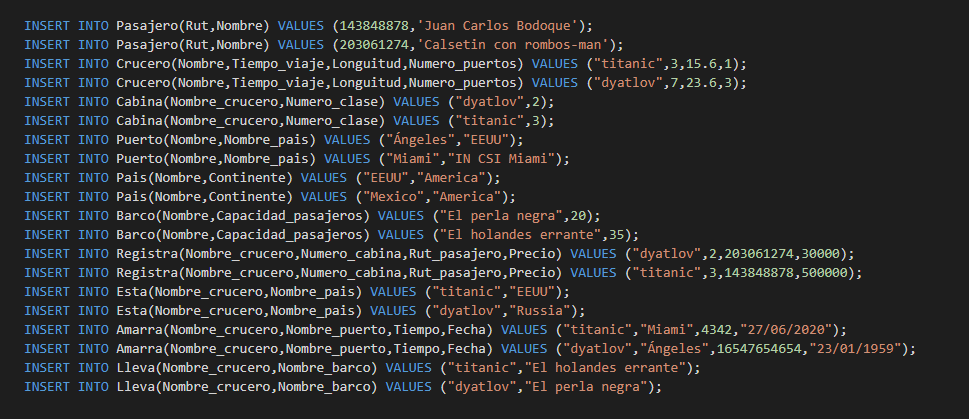 INSERT INTO Pasajero(Rut,Nombre) VALUES (143848878,'Juan Carlos Bodoque');
INSERT INTO Pasajero(Rut,Nombre) VALUES (203061274,'Calsetin con rombos-man');
INSERT INTO Crucero(Nombre,Tiempo_viaje,Longuitud,Numero_puertos) VALUES ("titanic",3,15.6,1);
INSERT INTO Crucero(Nombre,Tiempo_viaje,Longuitud,Numero_puertos) VALUES ("dyatlov",7,23.6,3);
INSERT INTO Cabina(Nombre_crucero,Numero_clase) VALUES ("dyatlov",2);
INSERT INTO Cabina(Nombre_crucero,Numero_clase) VALUES ("titanic",3);
INSERT INTO Puerto(Nombre,Nombre_pais) VALUES ("Ángeles","EEUU");
INSERT INTO Puerto(Nombre,Nombre_pais) VALUES ("Miami","IN CSI Miami");
INSERT INTO Pais(Nombre,Continente) VALUES ("EEUU","America");
INSERT INTO Pais(Nombre,Continente) VALUES ("Mexico","America");
INSERT INTO Barco(Nombre,Capacidad_pasajeros) VALUES ("El perla negra",20);
INSERT INTO Barco(Nombre,Capacidad_pasajeros) VALUES ("El holandes errante",35);
INSERT INTO Registra(Nombre_crucero,Numero_cabina,Rut_pasajero,Precio) VALUES ("dyatlov",2,203061274,30000);
INSERT INTO Registra(Nombre_crucero,Numero_cabina,Rut_pasajero,Precio) VALUES ("titanic",3,143848878,500000);
INSERT INTO Esta(Nombre_crucero,Nombre_pais) VALUES ("titanic","EEUU");
INSERT INTO Esta(Nombre_crucero,Nombre_pais) VALUES ("dyatlov","Russia");
INSERT INTO Amarra(Nombre_crucero,Nombre_puerto,Tiempo,Fecha) VALUES ("titanic","Miami",4342,"27/06/2020");
INSERT INTO Amarra(Nombre_crucero,Nombre_puerto,Tiempo,Fecha) VALUES ("dyatlov","Ángeles",16547654654,"23/01/1959");
INSERT INTO Lleva(Nombre_crucero,Nombre_barco) VALUES ("titanic","El holandes errante");
INSERT INTO Lleva(Nombre_crucero,Nombre_barco) VALUES ("dyatlov","El perla negra");